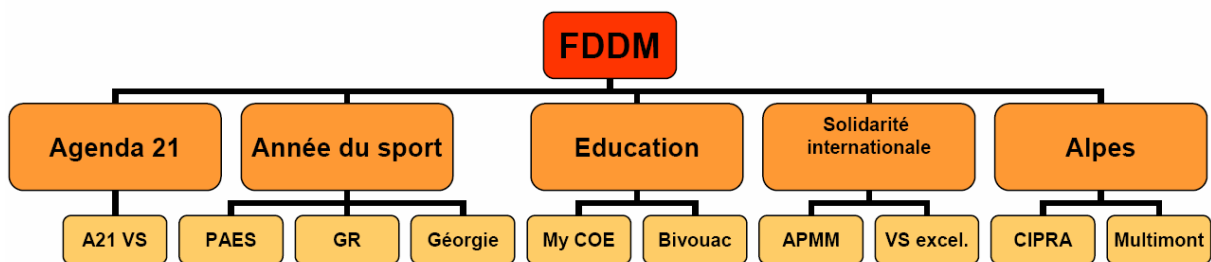 FDDM
Agenda 21
Année du sport
Education
Solidarité
internationale
Alpes
A21 VS
PAES
GR
Géorgie
My COE
Bivouac
APMM
VS excel.
CIPRA
Multimont